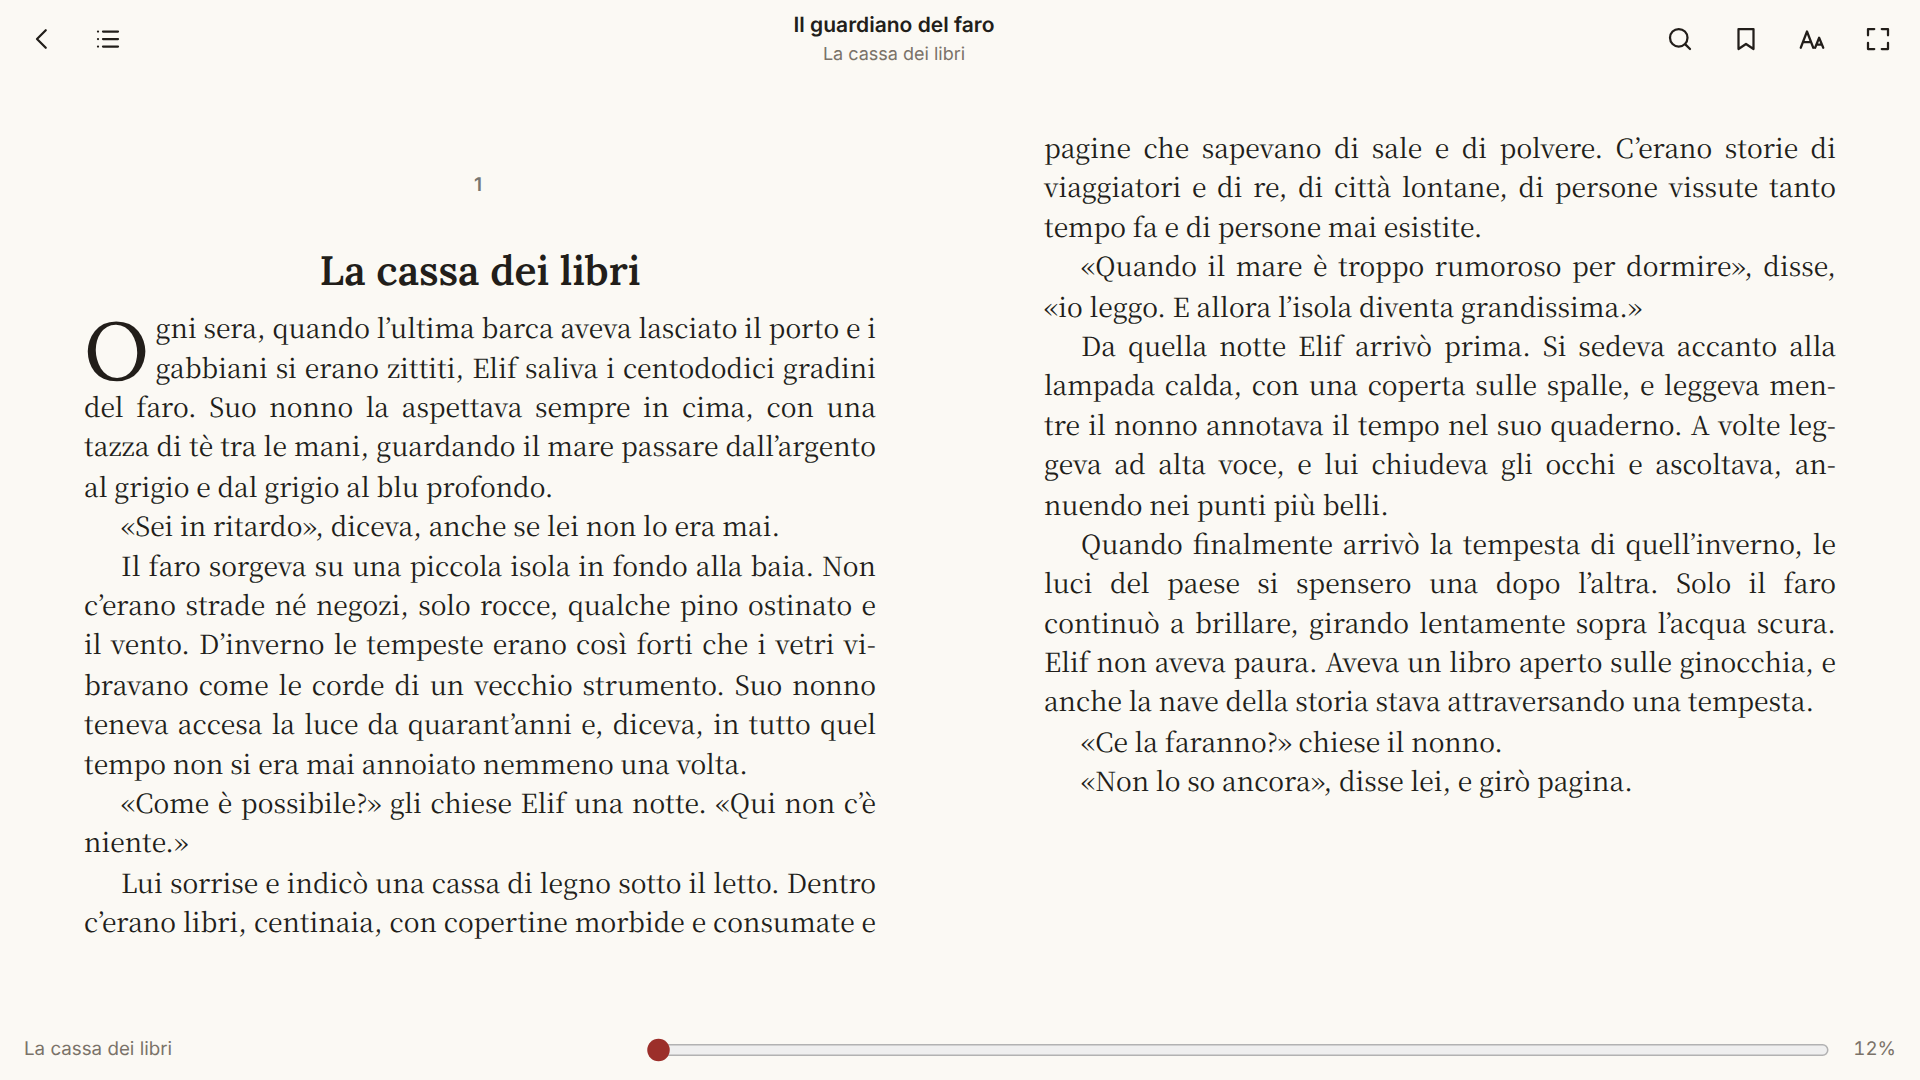 Il guardiano del faro
La cassa dei libri
1
La cassa dei libri
Ogni sera, quando l’ultima barca aveva lasciato il porto e i
gabbiani si erano zittiti, Elif saliva i centododici gradini
del faro. Suo nonno la aspettava sempre in cima, con una
tazza di tè tra le mani, guardando il mare passare dall’argento
al grigio e dal grigio al blu profondo.
«Sei in ritardo», diceva, anche se lei non lo era mai.
Il faro sorgeva su una piccola isola in fondo alla baia. Non
c’erano strade né negozi, solo rocce, qualche pino ostinato e
il vento. D’inverno le tempeste erano così forti che i vetri vi-
bravano come le corde di un vecchio strumento. Suo nonno
teneva accesa la luce da quarant’anni e, diceva, in tutto quel
tempo non si era mai annoiato nemmeno una volta.
«Come è possibile?» gli chiese Elif una notte. «Qui non c’è
niente.»
Lui sorrise e indicò una cassa di legno sotto il letto. Dentro
c’erano libri, centinaia, con copertine morbide e consumate e
pagine che sapevano di sale e di polvere. C’erano storie di
viaggiatori e di re, di città lontane, di persone vissute tanto
tempo fa e di persone mai esistite.
«Quando il mare è troppo rumoroso per dormire», disse,
«io leggo. E allora l’isola diventa grandissima.»
Da quella notte Elif arrivò prima. Si sedeva accanto alla
lampada calda, con una coperta sulle spalle, e leggeva men-
tre il nonno annotava il tempo nel suo quaderno. A volte leg-
geva ad alta voce, e lui chiudeva gli occhi e ascoltava, an-
nuendo nei punti più belli.
Quando finalmente arrivò la tempesta di quell’inverno, le
luci del paese si spensero una dopo l’altra. Solo il faro
continuò a brillare, girando lentamente sopra l’acqua scura.
Elif non aveva paura. Aveva un libro aperto sulle ginocchia, e
anche la nave della storia stava attraversando una tempesta.
«Ce la faranno?» chiese il nonno.
«Non lo so ancora», disse lei, e girò pagina.
La cassa dei libri
12%